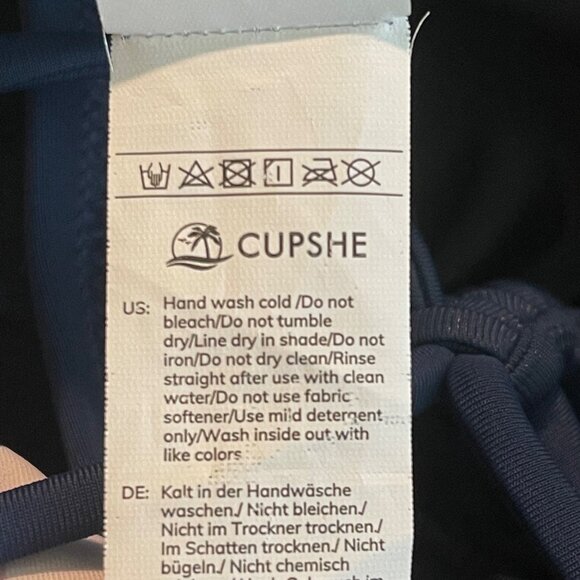 CUPSHE
US: Hand wash cold /Do not
bleach/Do not tumble
dry/Line dry in shade/Do not
iron/Do not dry clean/Rinse
straight after use with clean
water/Do not use fabric
softener/Use mild detergent
only/Wash inside out with
like colors
DE: Kalt in der Handwäsche
waschen./ Nicht bleichen./
Nicht im Trockner trocknen./
Im Schatten trocknen./ Nicht
bügeln./ Nicht chemisch